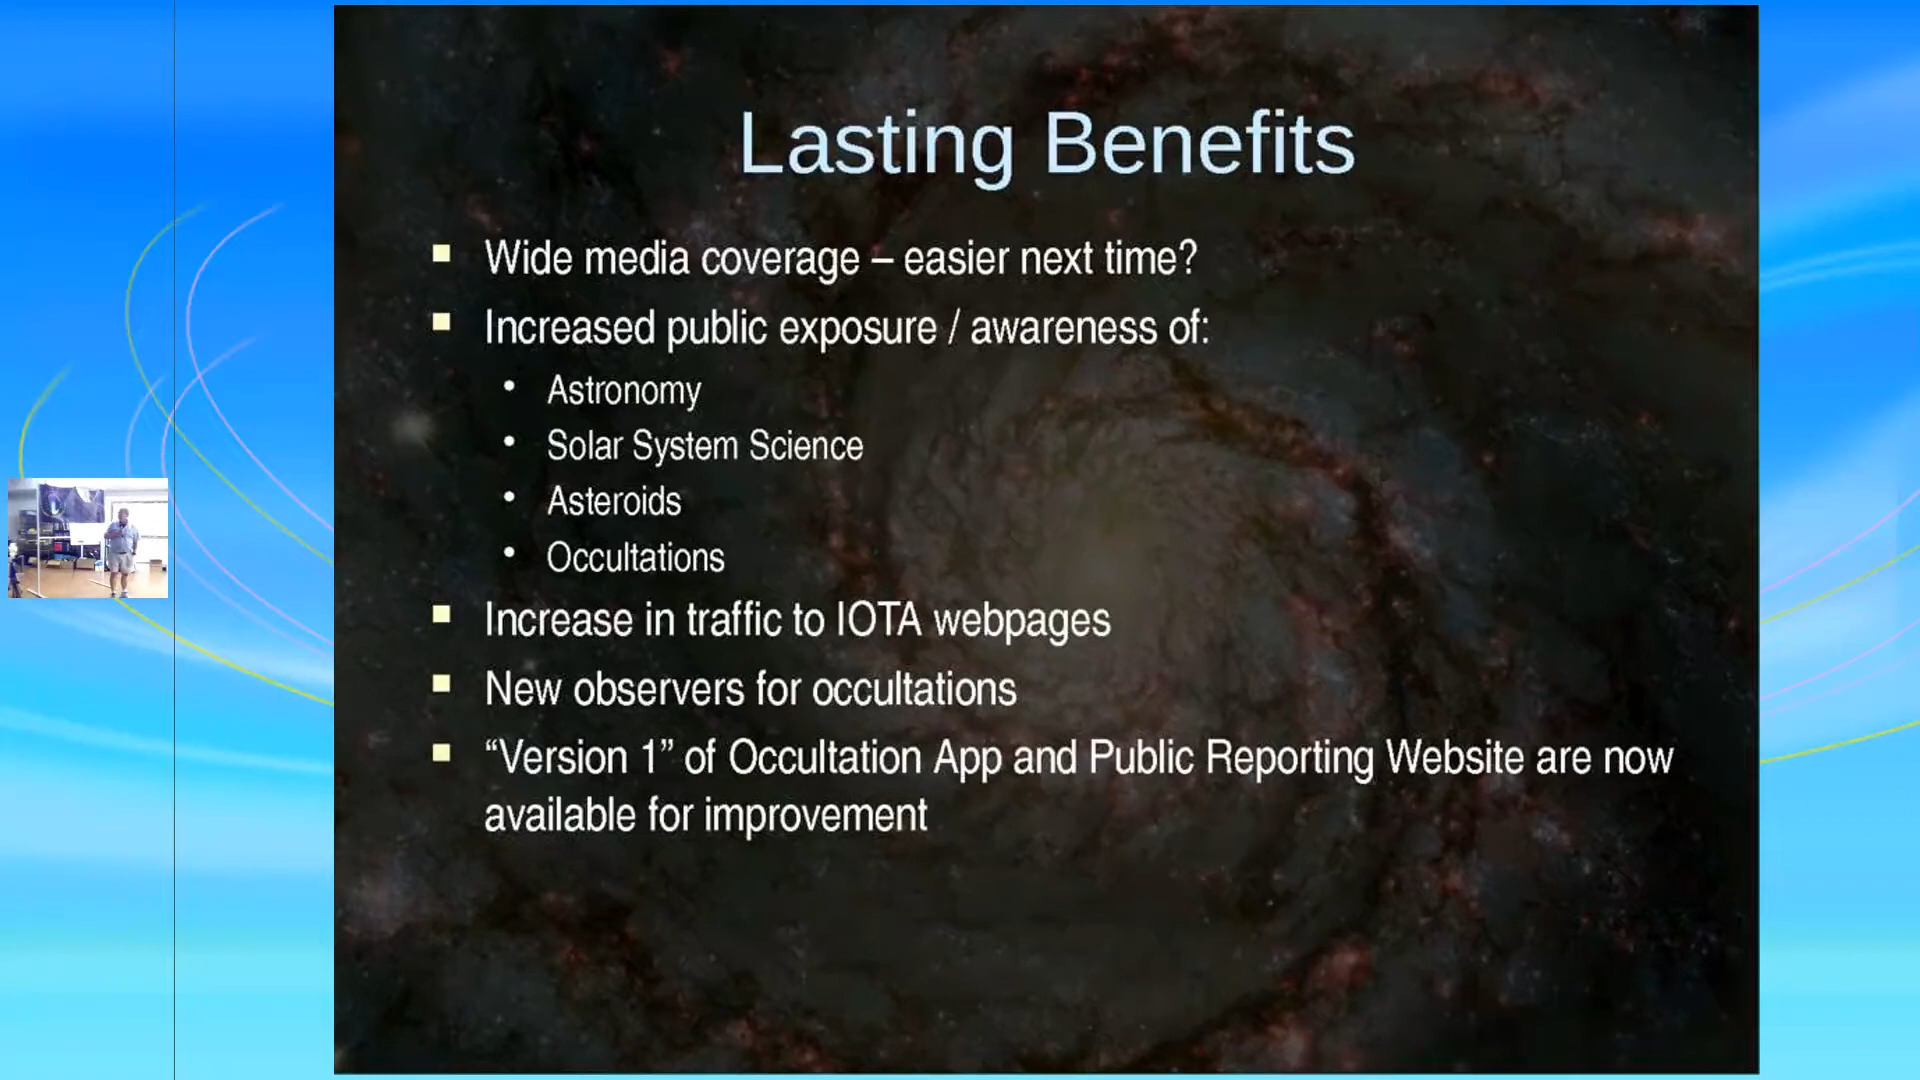 Lasting Benefits
Wide media coverage – easier next time?
Increased public exposure / awareness of:
Astronomy
Solar System Science
Asteroids
Occultations
Increase in traffic to IOTA webpages
New observers for occultations
“Version 1” of Occultation App and Public Reporting Website are now
available for improvement